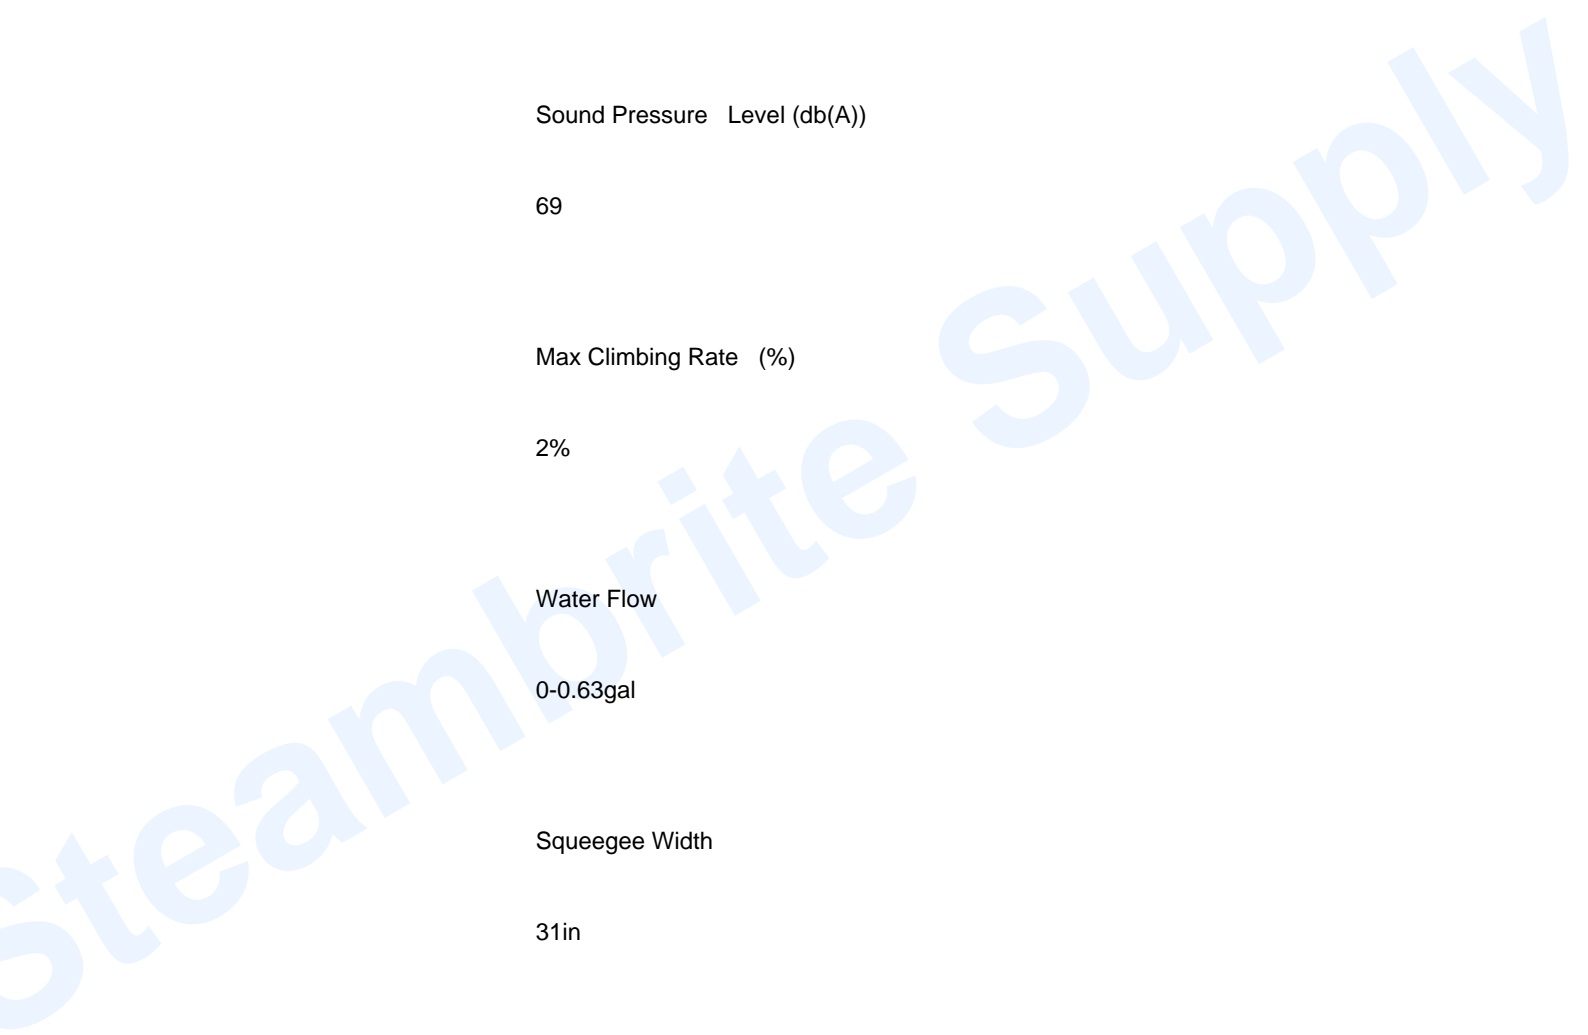 Sound Pressure   Level (db(A))
69
Max Climbing Rate   (%)
2%
Water Flow
0-0.63gal
Squeegee Width
31in
Steambrite Supply